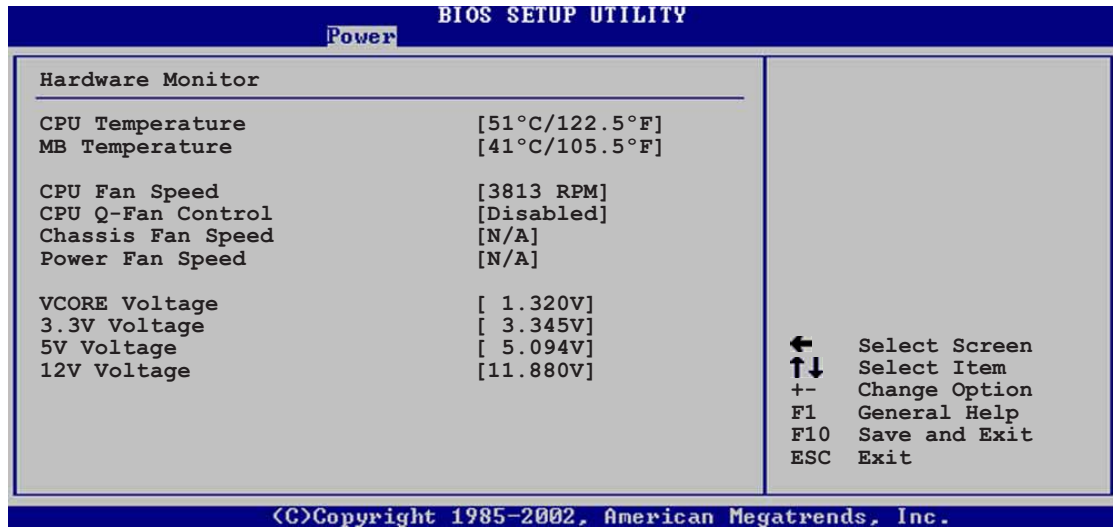 BIOS SETUP UTILITY
Power
Hardware Monitor
CPU Temperature [51°C/122.5°F]
MB Temperature [41°C/105.5°F]
CPU Fan Speed [3813 RPM]
CPU Q-Fan Control [Disabled]
Chassis Fan Speed [N/A]
Power Fan Speed [N/A]
VCORE Voltage [ 1.320V]
3.3V Voltage [ 3.345V]
5V Voltage [ 5.094V]
12V Voltage [11.880V]
← Select Screen
↑↓ Select Item
+- Change Option
F1 General Help
F10 Save and Exit
ESC Exit
(C)Copyright 1985-2002, American Megatrends, Inc.